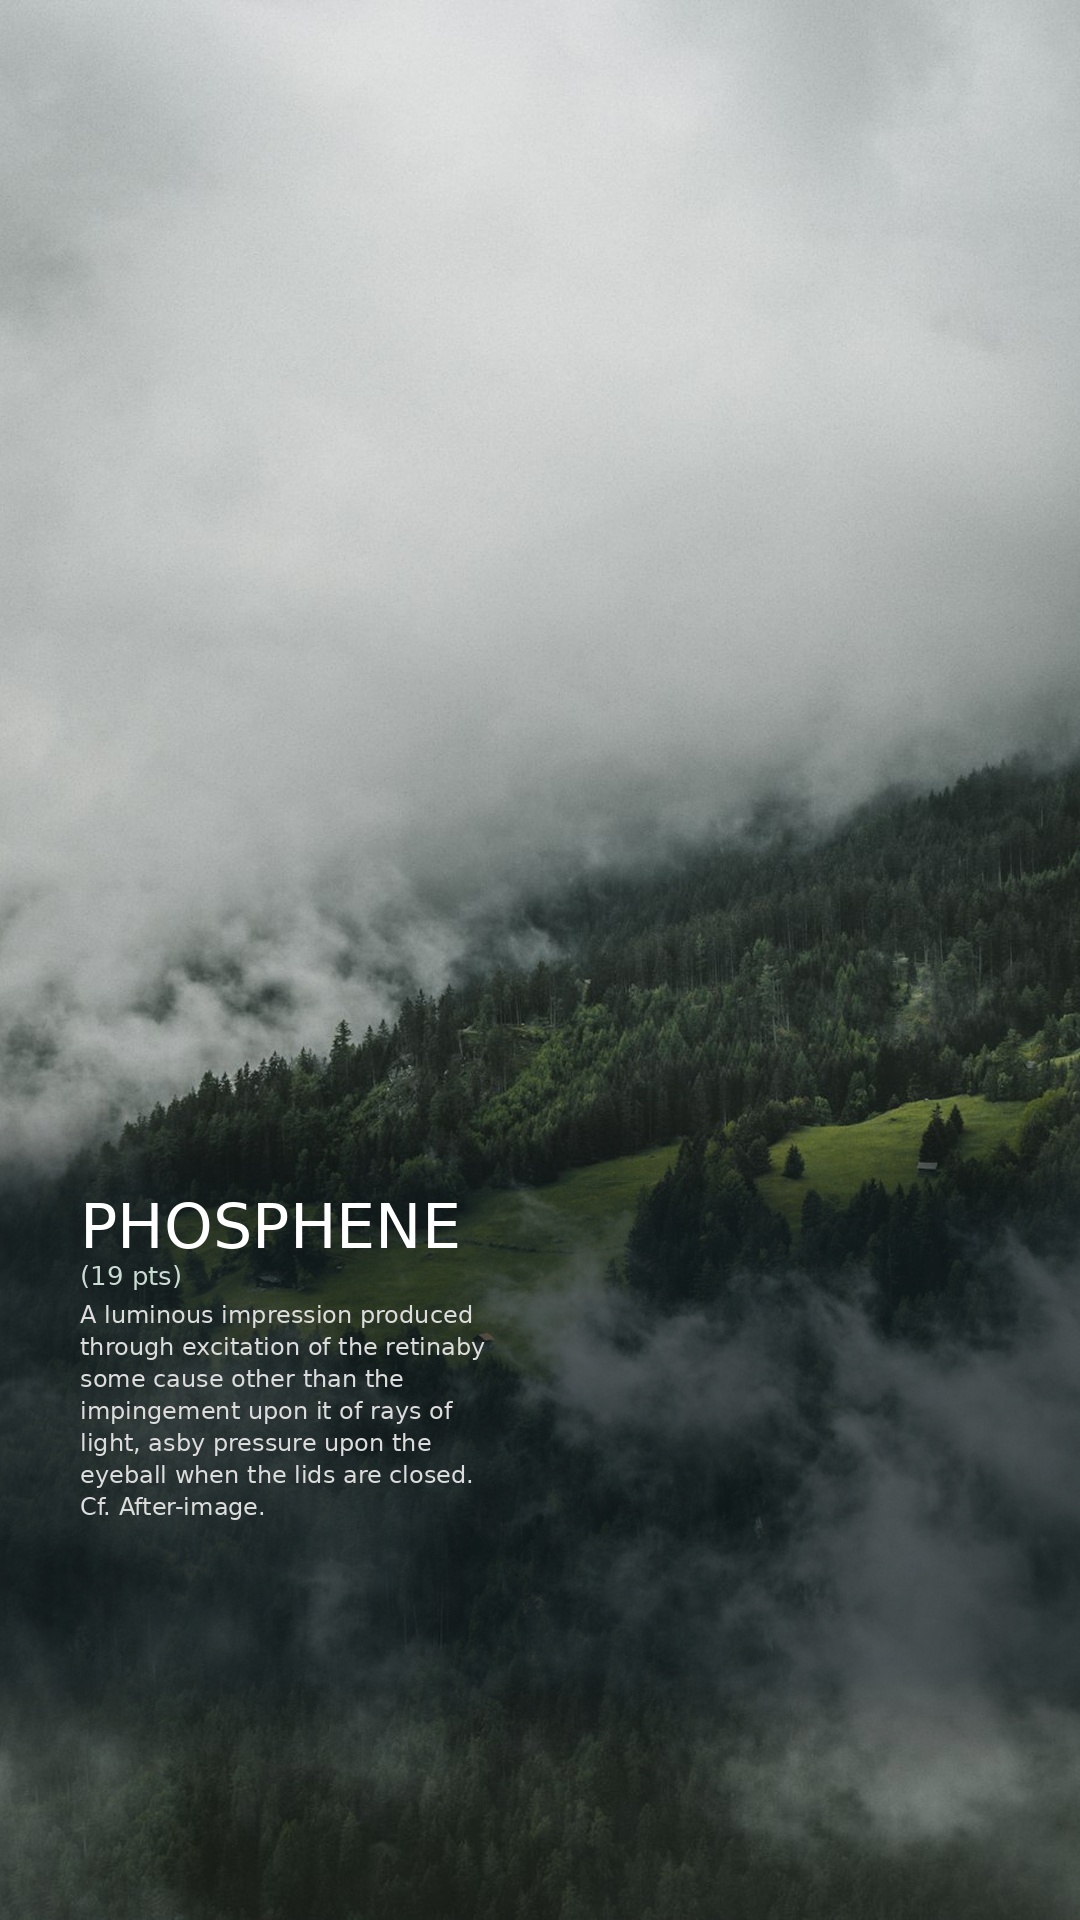 PHOSPHENE
(19 pts)
A luminous impression produced
through excitation of the retinaby
some cause other than the
impingement upon it of rays of
light, asby pressure upon the
eyeball when the lids are closed.
Cf. After-image.